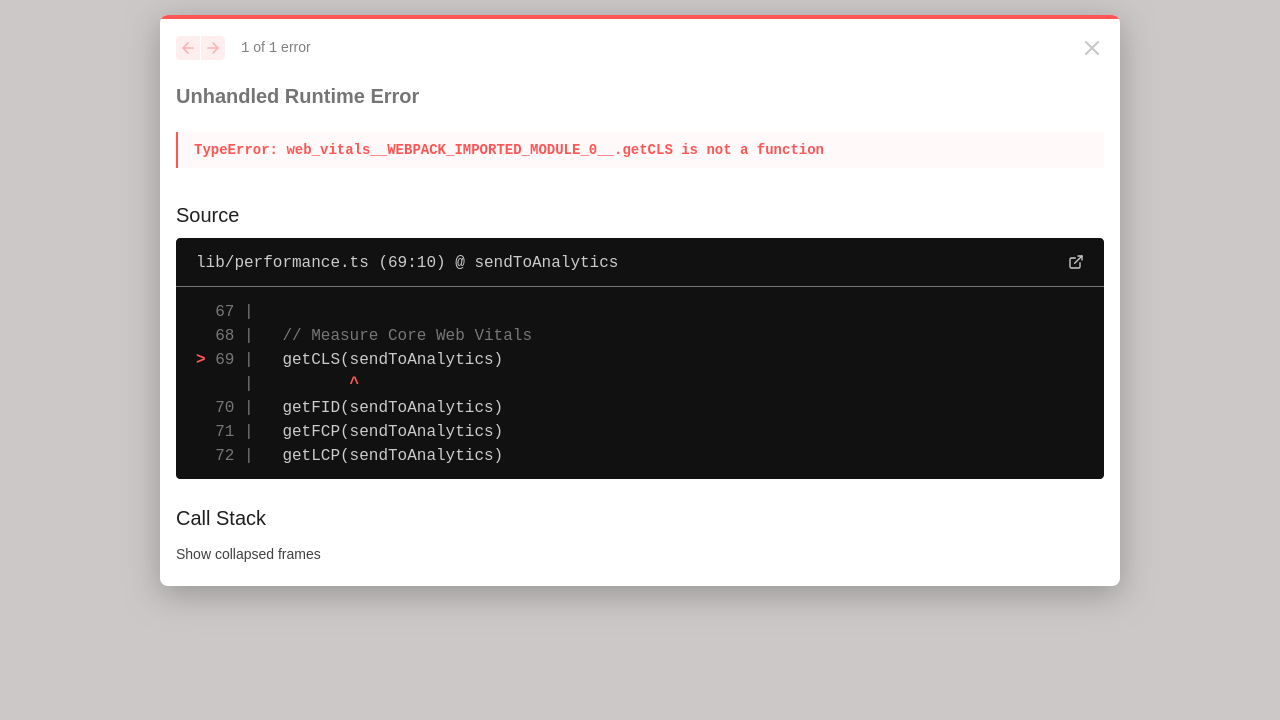 1 of 1 error
Unhandled Runtime Error
TypeError: web_vitals__WEBPACK_IMPORTED_MODULE_0__.getCLS is not a function
Source
lib/performance.ts (69:10) @ sendToAnalytics
67 |
68 |   // Measure Core Web Vitals
> 69 |   getCLS(sendToAnalytics)
|          ^
70 |   getFID(sendToAnalytics)
71 |   getFCP(sendToAnalytics)
72 |   getLCP(sendToAnalytics)
Call Stack
Show collapsed frames